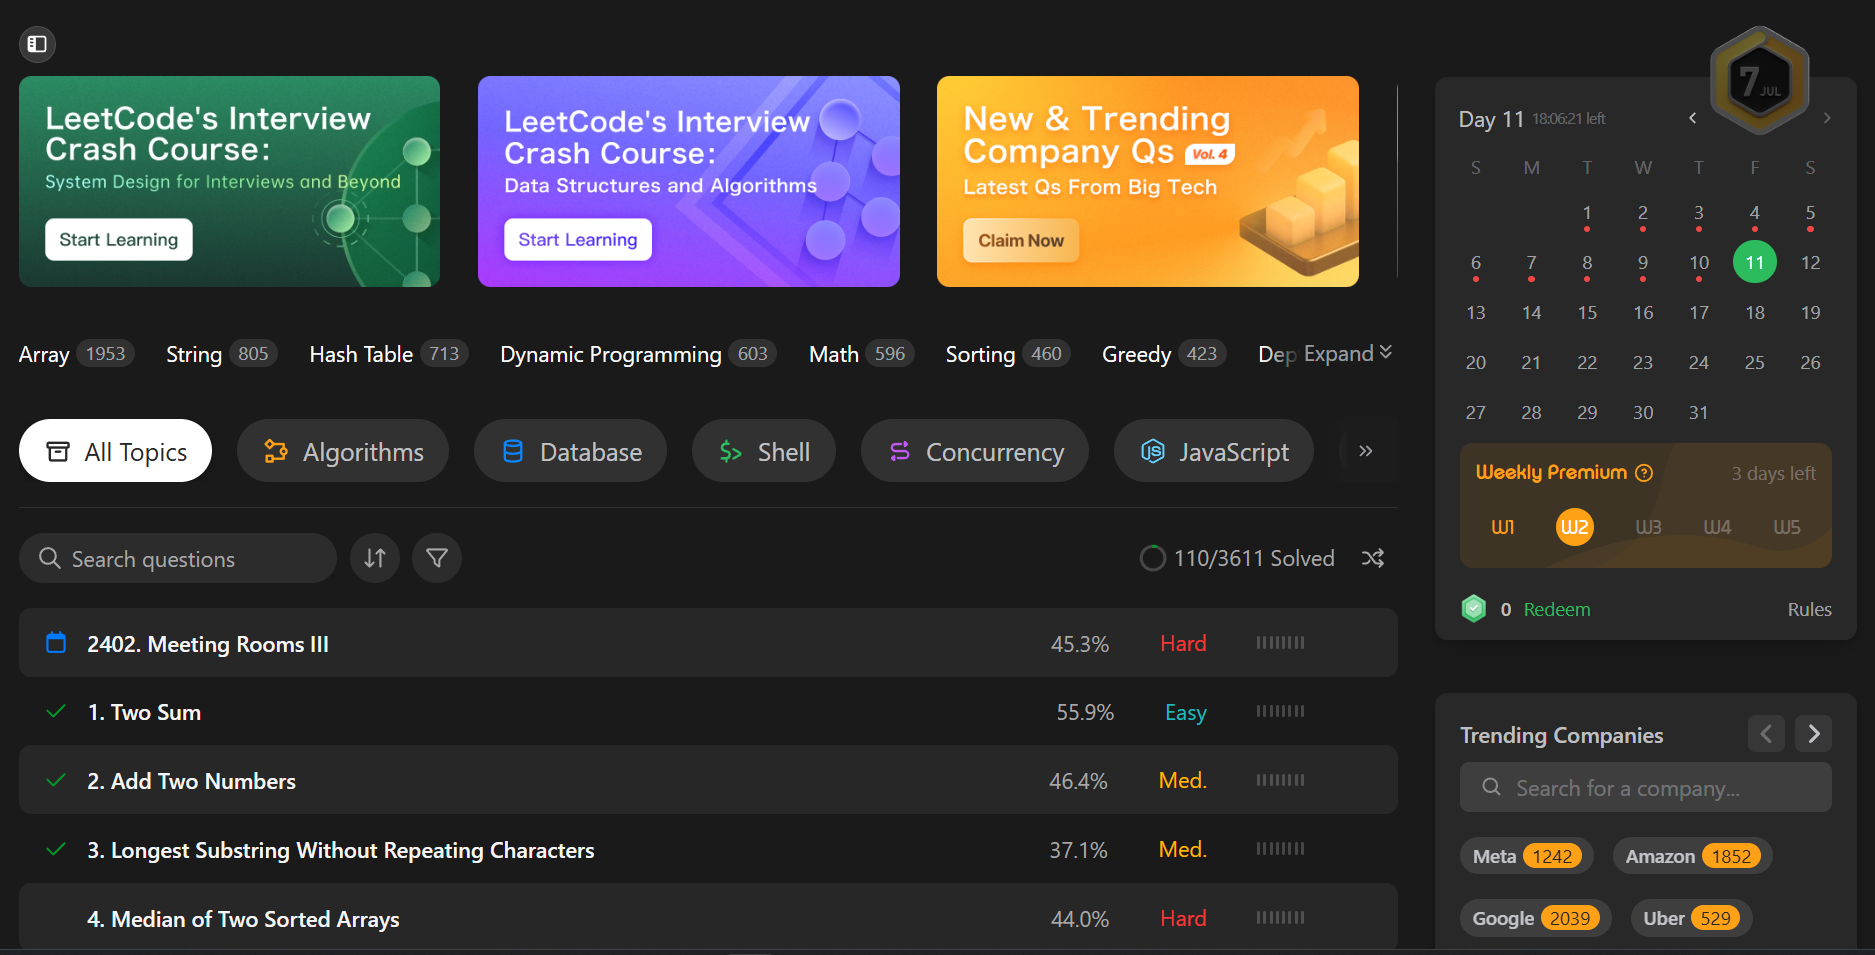 LeetCode's Interview
Crash Course:
System Design for Interviews and Beyond
Start Learning
LeetCode's Interview
Crash Course:
Data Structures and Algorithms
Start Learning
New & Trending
Company Qs Vol. 4
Latest Qs From Big Tech
Claim Now
Array 1953 String 805 Hash Table 713 Dynamic Programming 603 Math 596 Sorting 460 Greedy 423 Dep Expand
All Topics Algorithms Database Shell Concurrency JavaScript
Search questions 110/3611 Solved
2402. Meeting Rooms III 45.3% Hard
1. Two Sum 55.9% Easy
2. Add Two Numbers 46.4% Med.
3. Longest Substring Without Repeating Characters 37.1% Med.
4. Median of Two Sorted Arrays 44.0% Hard
7 JUL
Day 11 18:06:21 left
S M T W T F S
1 2 3 4 5
6 7 8 9 10 11 12
13 14 15 16 17 18 19
20 21 22 23 24 25 26
27 28 29 30 31
Weekly Premium ? 3 days left
W1 W2 W3 W4 W5
0 Redeem Rules
Trending Companies
Search for a company...
Meta 1242 Amazon 1852
Google 2039 Uber 529